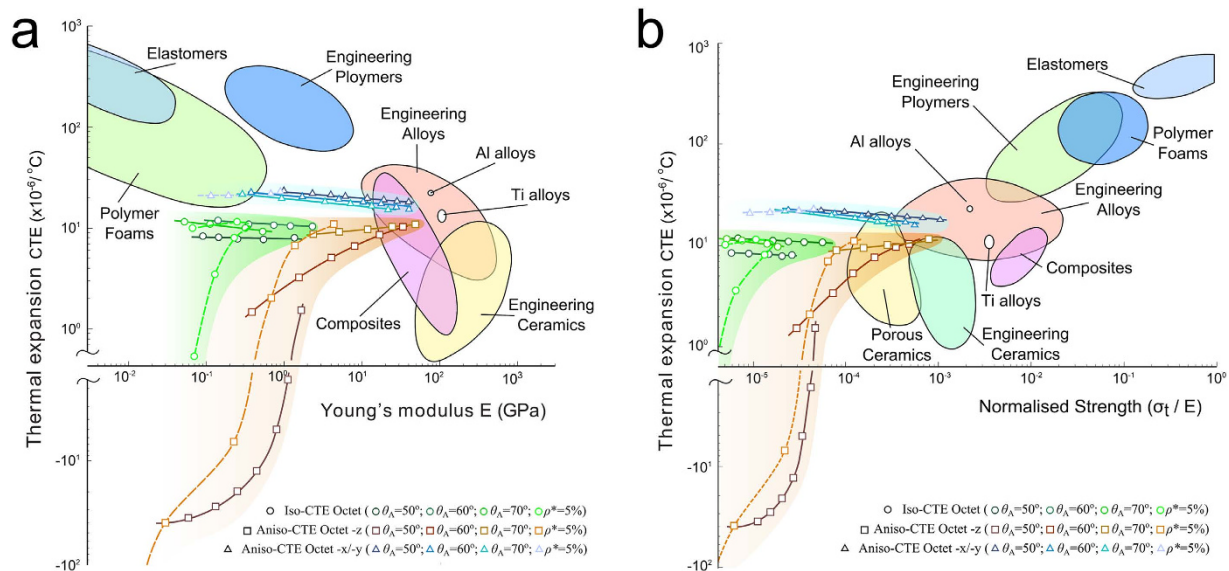 a
Thermal expansion CTE (x10⁻⁶/°C)
10³
10²
10¹
10⁰
-10¹
-10²
Elastomers
Engineering
Ploymers
Engineering
Alloys
Al alloys
Ti alloys
Polymer
Foams
Composites
Engineering
Ceramics
10⁻² 10⁻¹ 10⁰ 10¹ 10² 10³
Young's modulus E (GPa)
Iso-CTE Octet ( θA=50°; θA=60°; θA=70°; ρ*=5%)
Aniso-CTE Octet -z ( θA=50°; θA=60°; θA=70°; ρ*=5%)
Aniso-CTE Octet -x/-y ( θA=50°; θA=60°; θA=70°; ρ*=5%)
b
Thermal expansion CTE (x10⁻⁶/°C)
10³
10²
10¹
10⁰
-10¹
-10²
Elastomers
Engineering
Ploymers
Al alloys
Polymer
Foams
Engineering
Alloys
Composites
Ti alloys
Porous
Ceramics
Engineering
Ceramics
10⁻⁵ 10⁻⁴ 10⁻³ 10⁻² 10⁻¹ 10⁰
Normalised Strength (σt / E)
Iso-CTE Octet ( θA=50°; θA=60°; θA=70°; ρ*=5%)
Aniso-CTE Octet -z ( θA=50°; θA=60°; θA=70°; ρ*=5%)
Aniso-CTE Octet -x/-y ( θA=50°; θA=60°; θA=70°; ρ*=5%)